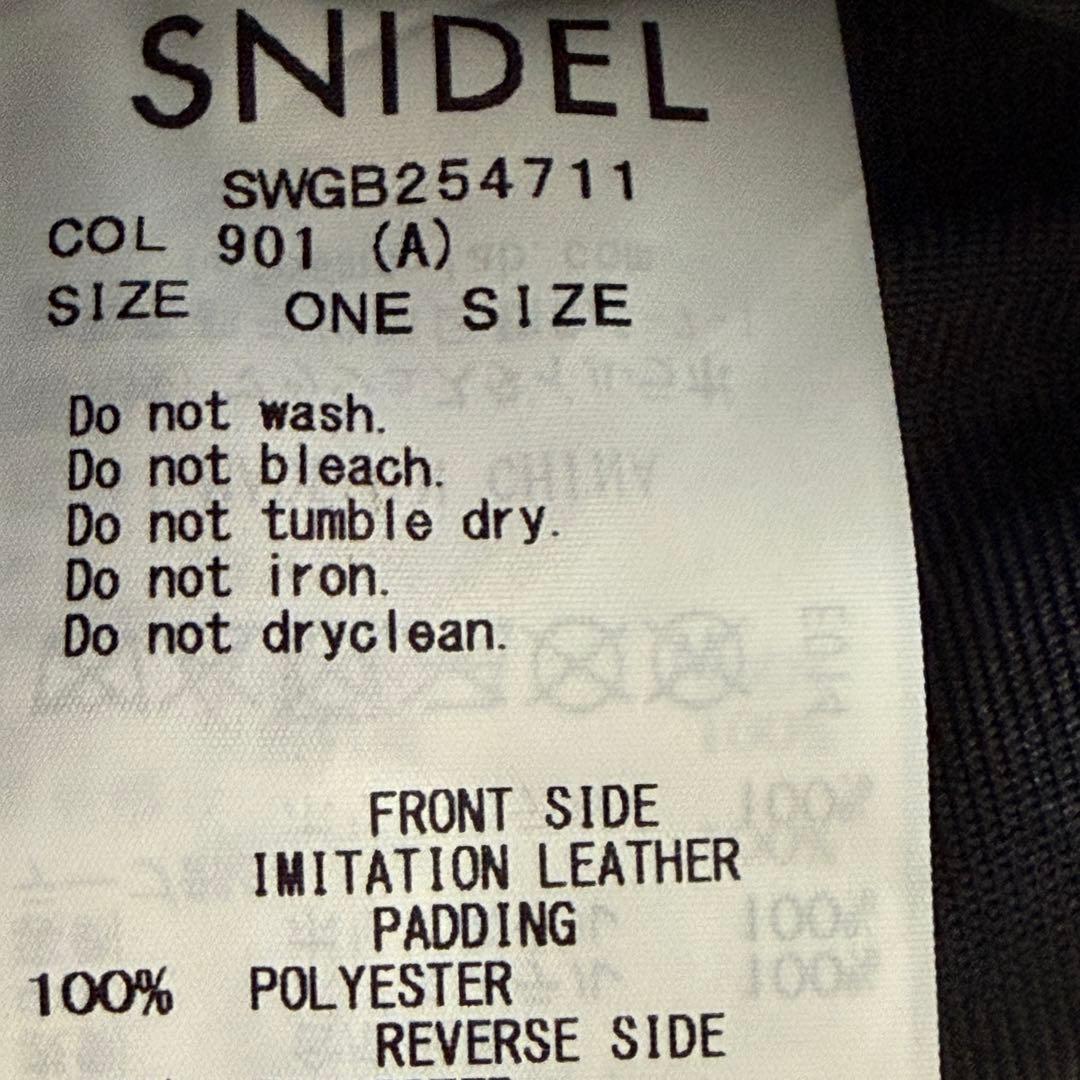 SNIDEL
SWGB254711
COL 901 (A)
SIZE ONE SIZE
Do not wash.
Do not bleach.
Do not tumble dry.
Do not iron.
Do not dryclean.
FRONT SIDE
IMITATION LEATHER
PADDING
100% POLYESTER
REVERSE SIDE